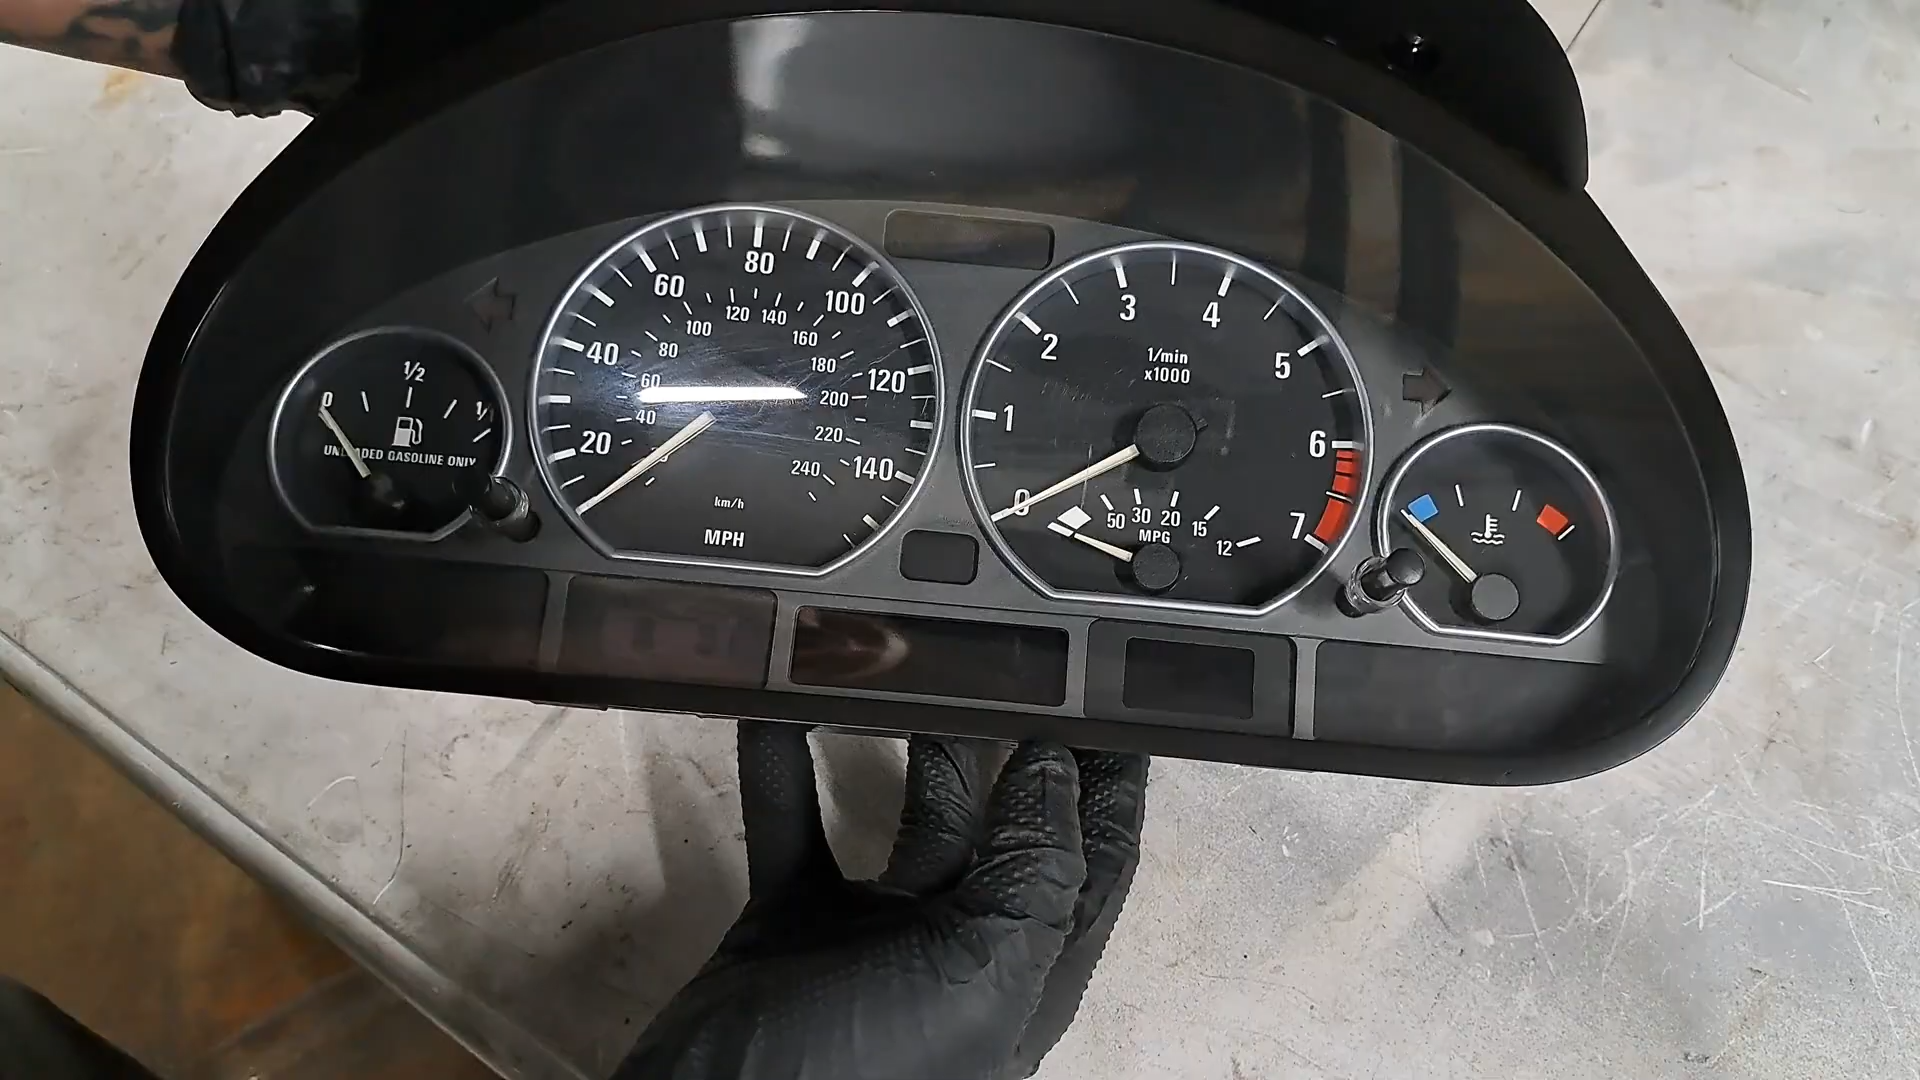 0 1/2 1/1
UNLEADED GASOLINE ONLY
20 40 60 80 100 120 140
40 60 80 100 120 140 160 180 200 220 240
km/h
MPH
0 1 2 3 4 5 6 7
1/min
x1000
50 30 20 15 12
MPG